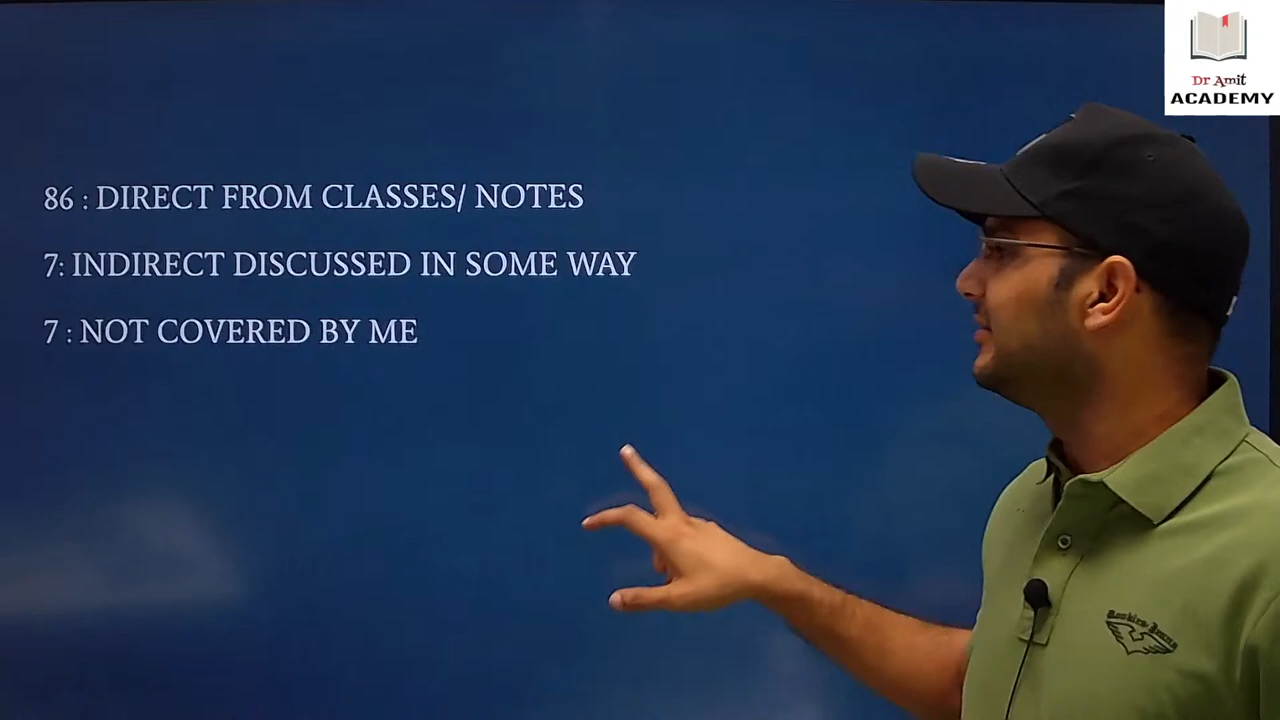 Dr Amit
ACADEMY
86 : DIRECT FROM CLASSES/ NOTES
7: INDIRECT DISCUSSED IN SOME WAY
7 : NOT COVERED BY ME